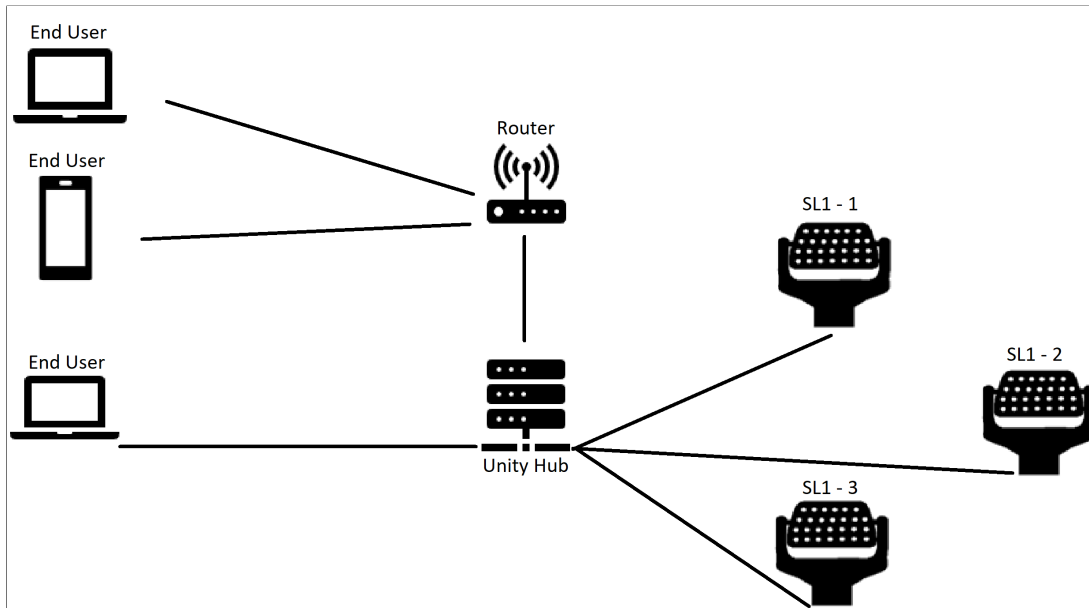 End User
End User
End User
Router
Unity Hub
SL1 - 1
SL1 - 2
SL1 - 3